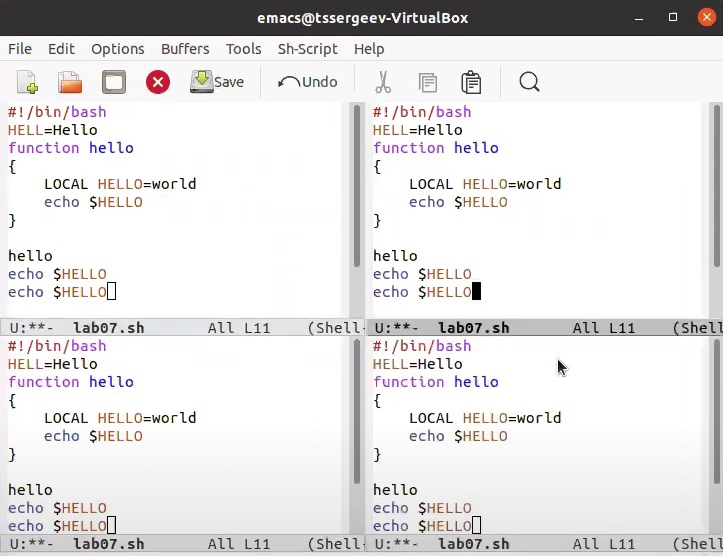 emacs@tssergeev-VirtualBox
File Edit Options Buffers Tools Sh-Script Help
Save Undo
#!/bin/bash
HELL=Hello
function hello
{
    LOCAL HELLO=world
    echo $HELLO
}

hello
echo $HELLO
echo $HELLO
U:**-  lab07.sh       All L11    (Shell-
#!/bin/bash
HELL=Hello
function hello
{
    LOCAL HELLO=world
    echo $HELLO
}

hello
echo $HELLO
echo $HELLO
U:**-  lab07.sh       All L11    (Shell
#!/bin/bash
HELL=Hello
function hello
{
    LOCAL HELLO=world
    echo $HELLO
}

hello
echo $HELLO
echo $HELLO
U:**-  lab07.sh       All L11    (Shell-
#!/bin/bash
HELL=Hello
function hello
{
    LOCAL HELLO=world
    echo $HELLO
}

hello
echo $HELLO
echo $HELLO
U:**-  lab07.sh       All L11    (Shell